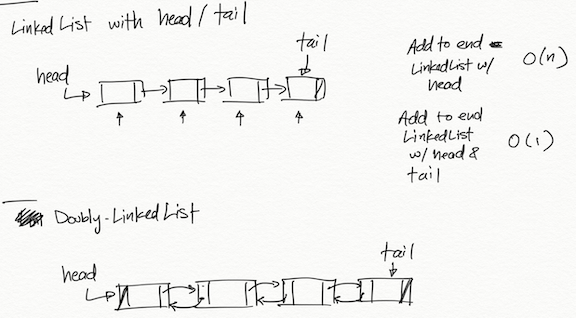 Linked List with head / tail
tail
head
Add to end
LinkedList w/
head
O(n)
Add to end
LinkedList
w/ head &
tail
O(1)
Doubly-LinkedList
tail
head